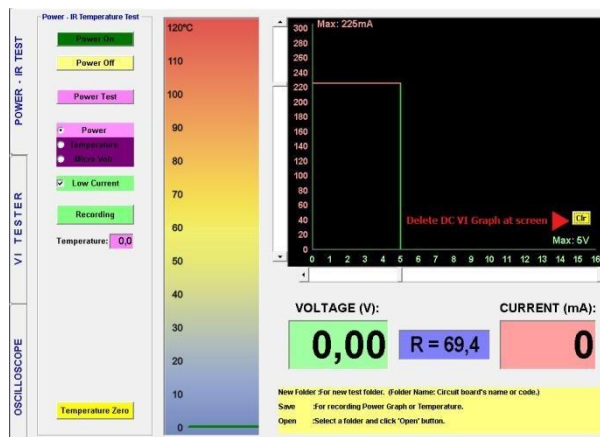 Power - IR Temperature Test
POWER - IR TEST
VI TESTER
OSCILLOSCOPE
Power On
Power Off
Power Test
Power
Temperature
Micro Volt
Low Current
Recording
Temperature: 0,0
Temperature Zero
120°C
110
100
90
80
70
60
50
40
30
20
10
0
Max: 225mA
300
280
260
240
220
200
180
160
140
120
100
80
60
40
20
0
Delete DC VI Graph at screen
Clr
Max: 5V
0 1 2 3 4 5 6 7 8 9 10 11 12 13 14 15 16
VOLTAGE (V):
0,00
R = 69,4
CURRENT (mA):
0
New Folder :For new test folder. (Folder Name: Circuit board's name or code.)
Save :For recording Power Graph or Temperature.
Open :Select a folder and click 'Open' button.